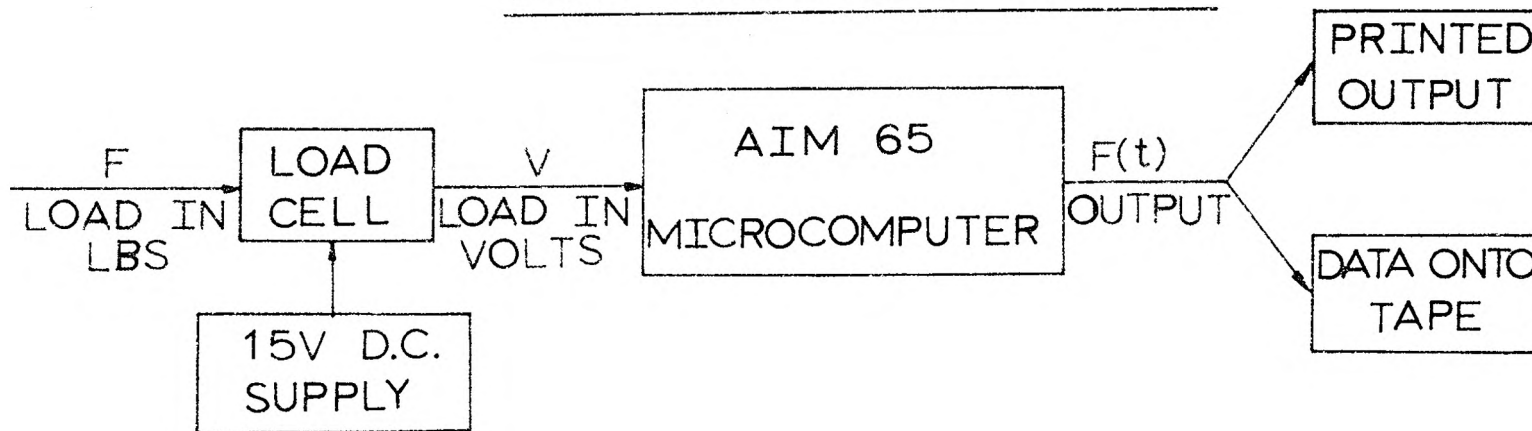 F
LOAD IN
LBS
LOAD
CELL
15V D.C.
SUPPLY
V
LOAD IN
VOLTS
AIM 65
MICROCOMPUTER
F(t)
OUTPUT
PRINTED
OUTPUT
DATA ONTO
TAPE